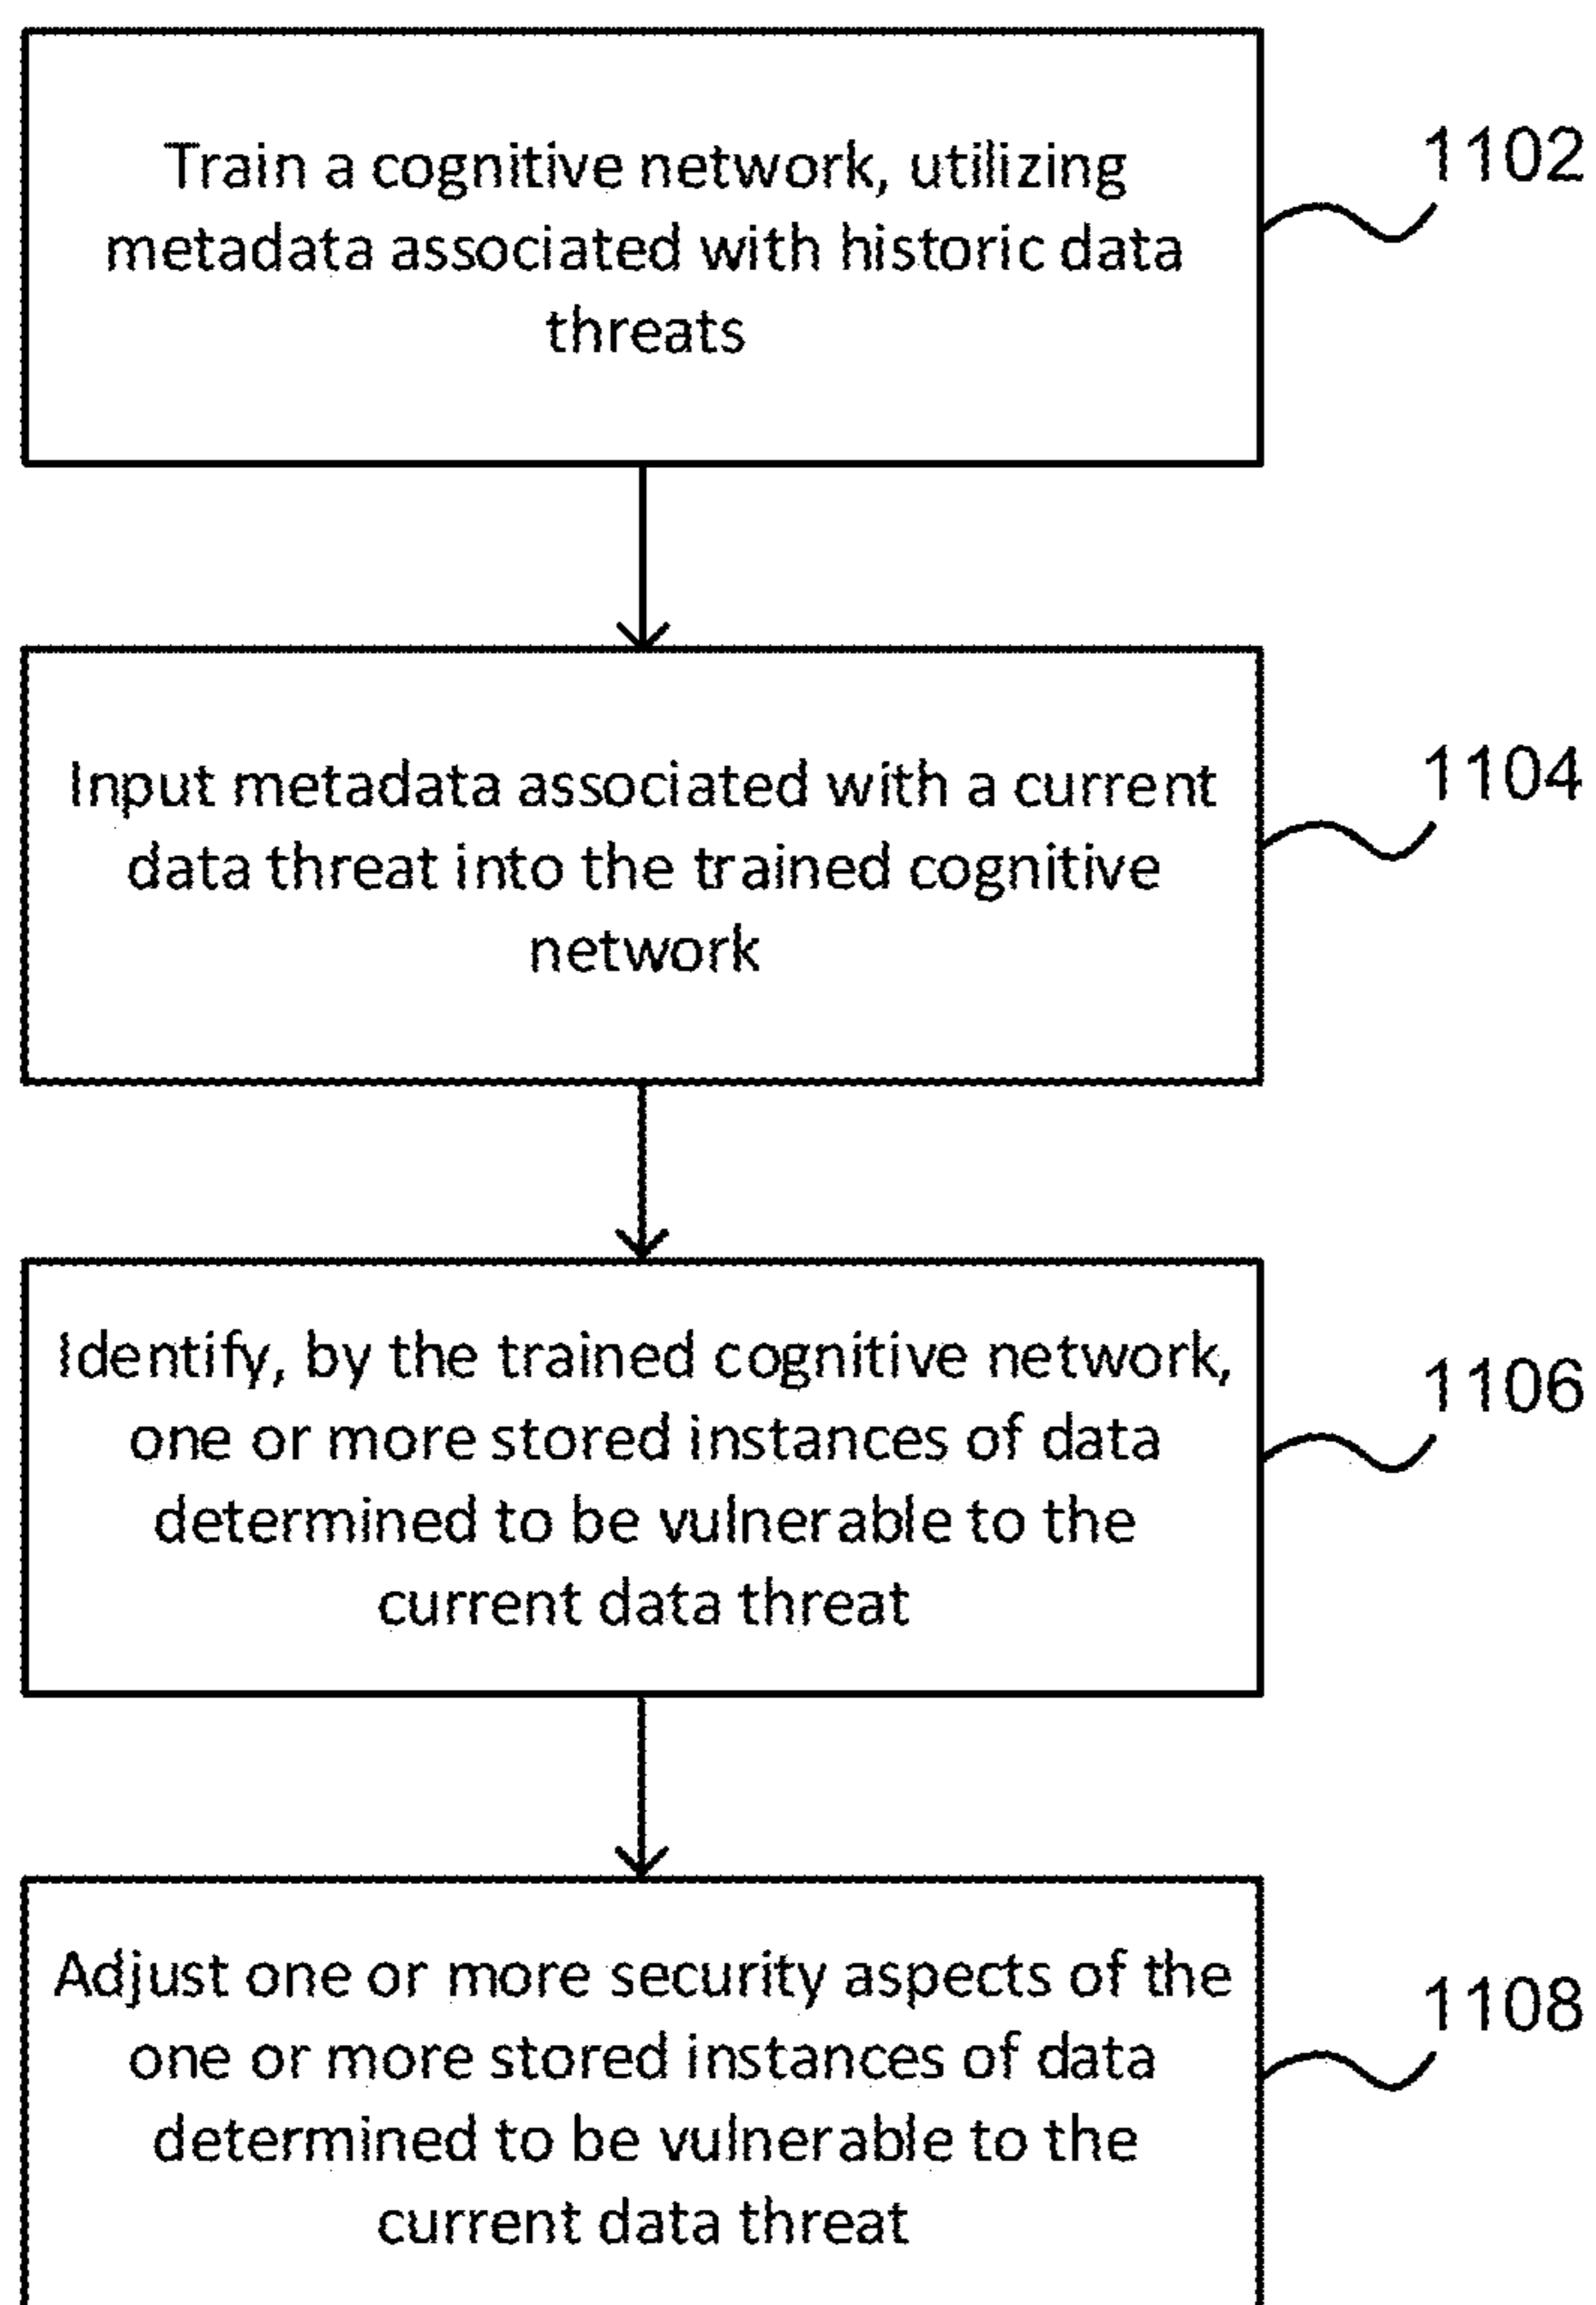 Train a cognitive network, utilizing
metadata associated with historic data
threats
1102
Input metadata associated with a current
data threat into the trained cognitive
network
1104
Identify, by the trained cognitive network,
one or more stored instances of data
determined to be vulnerable to the
current data threat
1106
Adjust one or more security aspects of the
one or more stored instances of data
determined to be vulnerable to the
current data threat
1108